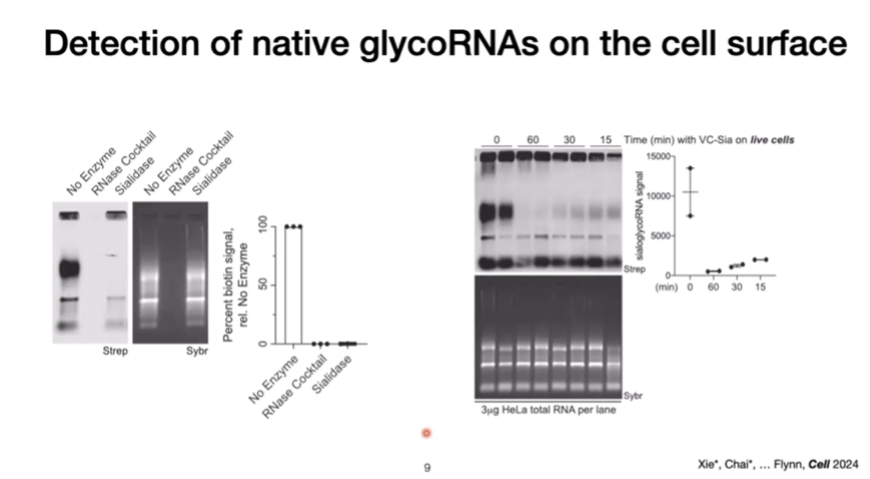 Detection of native glycoRNAs on the cell surface
No Enzyme
RNase Cocktail
Sialidase
No Enzyme
RNase Cocktail
Sialidase
Strep
Sybr
Percent biotin signal,
rel. No Enzyme
100
50
0
No Enzyme
RNase Cocktail
Sialidase
0 60 30 15 Time (min) with VC-Sia on live cells
Strep
Sybr
3µg HeLa total RNA per lane
sialoglycoRNA signal
15000
10000
5000
0
(min) 0 60 30 15
9
Xie*, Chai*, ... Flynn, Cell 2024